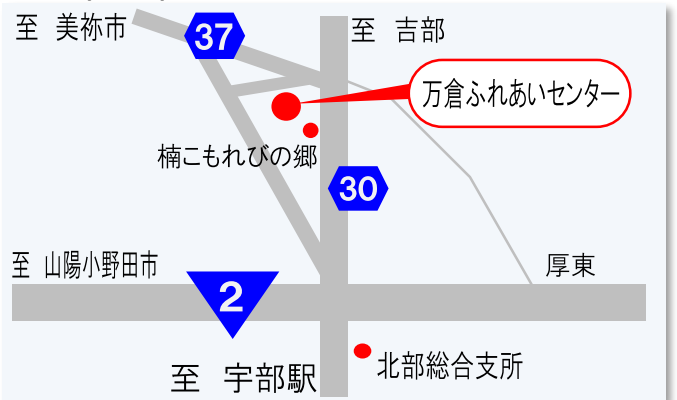 至 美祢市
37
至 吉部
万倉ふれあいセンター
楠こもれびの郷
30
至 山陽小野田市
厚東
2
北部総合支所
至 宇部駅